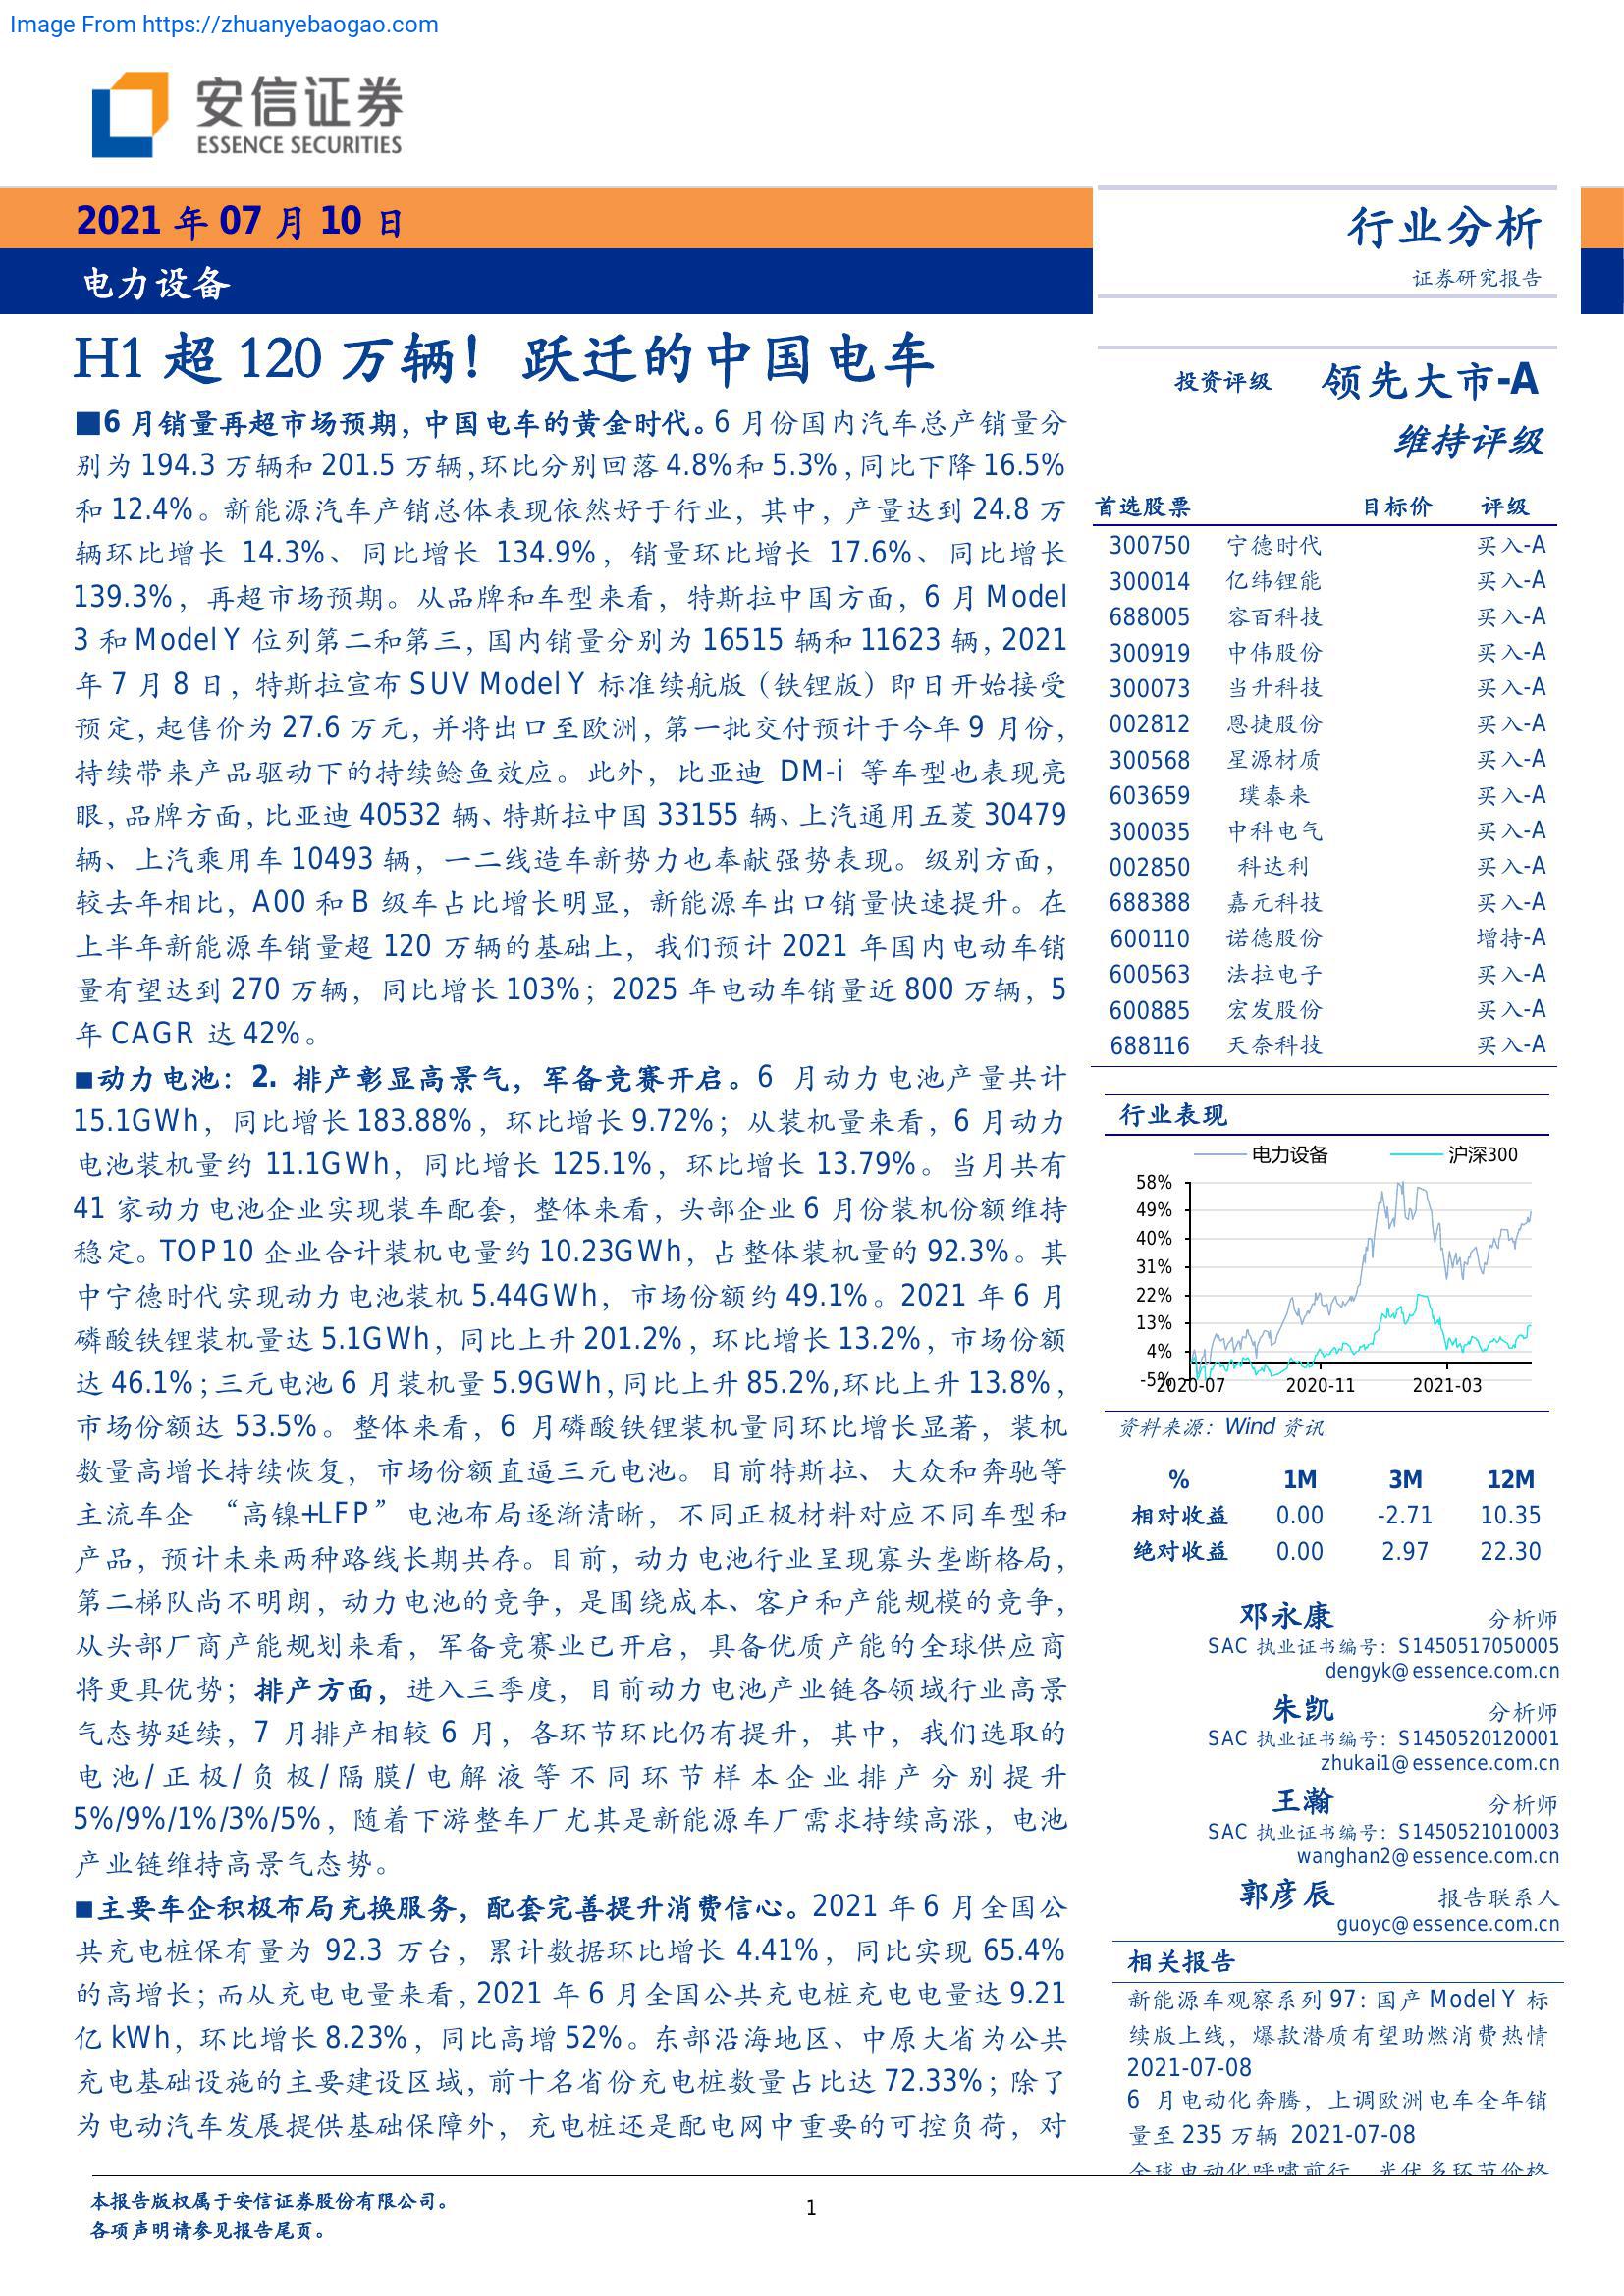 Image From https://zhuanyebaogao.com
安信证券
ESSENCE SECURITIES
2021 年 07 月 10 日
电力设备
行业分析
证券研究报告
H1 超 120 万辆！跃迁的中国电车
■6 月销量再超市场预期，中国电车的黄金时代。6 月份国内汽车总产销量分
别为 194.3 万辆和 201.5 万辆，环比分别回落 4.8%和 5.3%，同比下降 16.5%
和 12.4%。新能源汽车产销总体表现依然好于行业，其中，产量达到 24.8 万
辆环比增长 14.3%、同比增长 134.9%，销量环比增长 17.6%、同比增长
139.3%，再超市场预期。从品牌和车型来看，特斯拉中国方面，6 月 Model
3 和 Model Y 位列第二和第三，国内销量分别为 16515 辆和 11623 辆，2021
年 7 月 8 日，特斯拉宣布 SUV Model Y 标准续航版（铁锂版）即日开始接受
预定，起售价为 27.6 万元，并将出口至欧洲，第一批交付预计于今年 9 月份，
持续带来产品驱动下的持续鲶鱼效应。此外，比亚迪 DM-i 等车型也表现亮
眼，品牌方面，比亚迪 40532 辆、特斯拉中国 33155 辆、上汽通用五菱 30479
辆、上汽乘用车 10493 辆，一二线造车新势力也奉献强势表现。级别方面，
较去年相比，A00 和 B 级车占比增长明显，新能源车出口销量快速提升。在
上半年新能源车销量超 120 万辆的基础上，我们预计 2021 年国内电动车销
量有望达到 270 万辆，同比增长 103%；2025 年电动车销量近 800 万辆，5
年 CAGR 达 42%。
■动力电池：2. 排产彰显高景气，军备竞赛开启。6 月动力电池产量共计
15.1GWh，同比增长 183.88%，环比增长 9.72%；从装机量来看，6 月动力
电池装机量约 11.1GWh，同比增长 125.1%，环比增长 13.79%。当月共有
41 家动力电池企业实现装车配套，整体来看，头部企业 6 月份装机份额维持
稳定。TOP10 企业合计装机电量约 10.23GWh，占整体装机量的 92.3%。其
中宁德时代实现动力电池装机 5.44GWh，市场份额约 49.1%。2021 年 6 月
磷酸铁锂装机量达 5.1GWh，同比上升 201.2%，环比增长 13.2%，市场份额
达 46.1%；三元电池 6 月装机量 5.9GWh，同比上升 85.2%,环比上升 13.8%，
市场份额达 53.5%。整体来看，6 月磷酸铁锂装机量同环比增长显著，装机
数量高增长持续恢复，市场份额直逼三元电池。目前特斯拉、大众和奔驰等
主流车企 “高镍+LFP” 电池布局逐渐清晰，不同正极材料对应不同车型和
产品，预计未来两种路线长期共存。目前，动力电池行业呈现寡头垄断格局，
第二梯队尚不明朗，动力电池的竞争，是围绕成本、客户和产能规模的竞争，
从头部厂商产能规划来看，军备竞赛业已开启，具备优质产能的全球供应商
将更具优势；排产方面，进入三季度，目前动力电池产业链各领域行业高景
气态势延续，7 月排产相较 6 月，各环节环比仍有提升，其中，我们选取的
电池/正极/负极/隔膜/电解液等不同环节样本企业排产分别提升
5%/9%/1%/3%/5%，随着下游整车厂尤其是新能源车厂需求持续高涨，电池
产业链维持高景气态势。
■主要车企积极布局充换服务，配套完善提升消费信心。2021 年 6 月全国公
共充电桩保有量为 92.3 万台，累计数据环比增长 4.41%，同比实现 65.4%
的高增长；而从充电电量来看，2021 年 6 月全国公共充电桩充电电量达 9.21
亿 kWh，环比增长 8.23%，同比高增 52%。东部沿海地区、中原大省为公共
充电基础设施的主要建设区域，前十名省份充电桩数量占比达 72.33%；除了
为电动汽车发展提供基础保障外，充电桩还是配电网中重要的可控负荷，对
投资评级 领先大市-A
维持评级
首选股票 目标价 评级
300750 宁德时代 买入-A
300014 亿纬锂能 买入-A
688005 容百科技 买入-A
300919 中伟股份 买入-A
300073 当升科技 买入-A
002812 恩捷股份 买入-A
300568 星源材质 买入-A
603659 璞泰来 买入-A
300035 中科电气 买入-A
002850 科达利 买入-A
688388 嘉元科技 买入-A
600110 诺德股份 增持-A
600563 法拉电子 买入-A
600885 宏发股份 买入-A
688116 天奈科技 买入-A
行业表现
电力设备 沪深300
58%
49%
40%
31%
22%
13%
4%
-5%
2020-07 2020-11 2021-03
资料来源：Wind 资讯
% 1M 3M 12M
相对收益 0.00 -2.71 10.35
绝对收益 0.00 2.97 22.30
邓永康 分析师
SAC 执业证书编号：S1450517050005
dengyk@essence.com.cn
朱凯 分析师
SAC 执业证书编号：S1450520120001
zhukai1@essence.com.cn
王瀚 分析师
SAC 执业证书编号：S1450521010003
wanghan2@essence.com.cn
郭彦辰 报告联系人
guoyc@essence.com.cn
相关报告
新能源车观察系列 97：国产 Model Y 标
续版上线，爆款潜质有望助燃消费热情
2021-07-08
6 月电动化奔腾，上调欧洲电车全年销
量至 235 万辆 2021-07-08
全球电动化呼啸前行，光伏多环节价格
本报告版权属于安信证券股份有限公司。
各项声明请参见报告尾页。
1